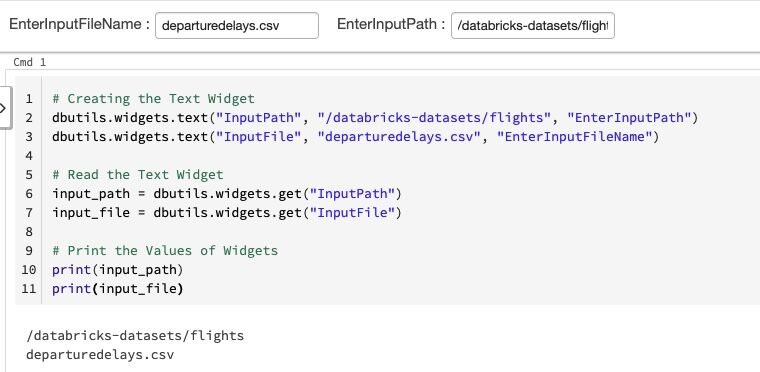 EnterInputFileName : departuredelays.csv EnterInputPath : /databricks-datasets/flight
Cmd 1
1 # Creating the Text Widget
2 dbutils.widgets.text("InputPath", "/databricks-datasets/flights", "EnterInputPath")
3 dbutils.widgets.text("InputFile", "departuredelays.csv", "EnterInputFileName")
4
5 # Read the Text Widget
6 input_path = dbutils.widgets.get("InputPath")
7 input_file = dbutils.widgets.get("InputFile")
8
9 # Print the Values of Widgets
10 print(input_path)
11 print(input_file)
/databricks-datasets/flights
departuredelays.csv